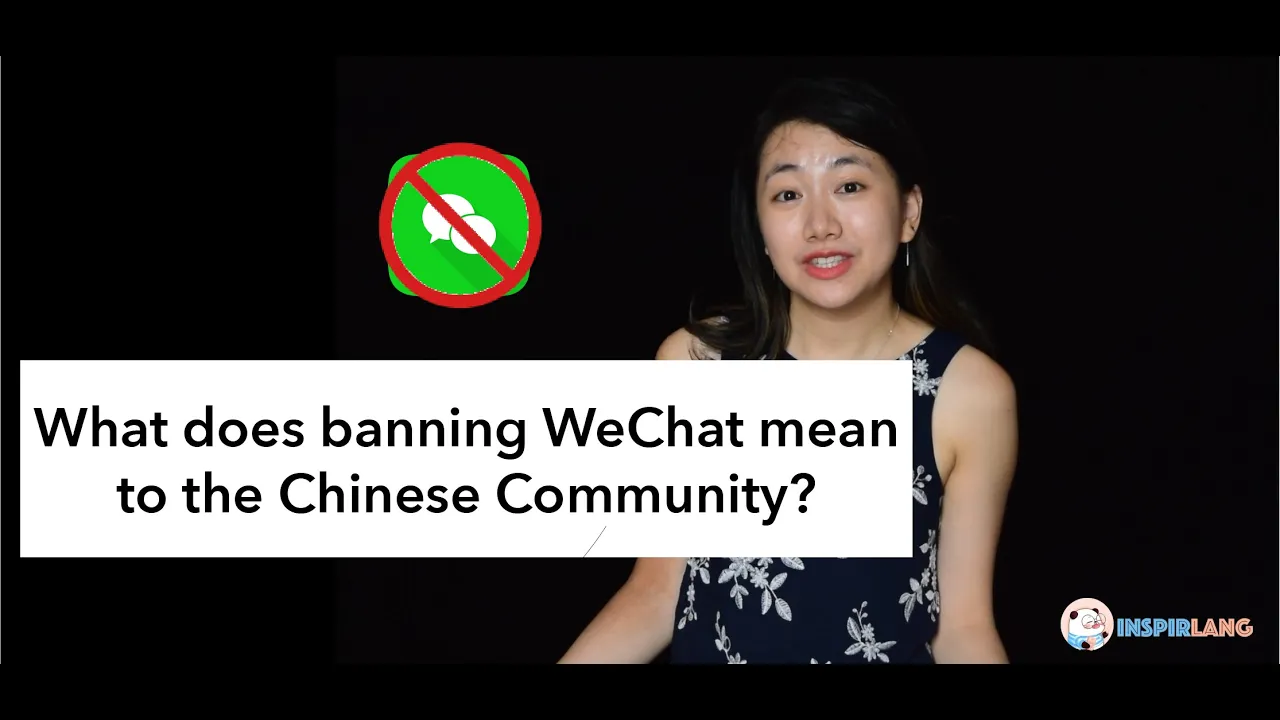 What does banning WeChat mean
to the Chinese Community?
INSPIRLANG